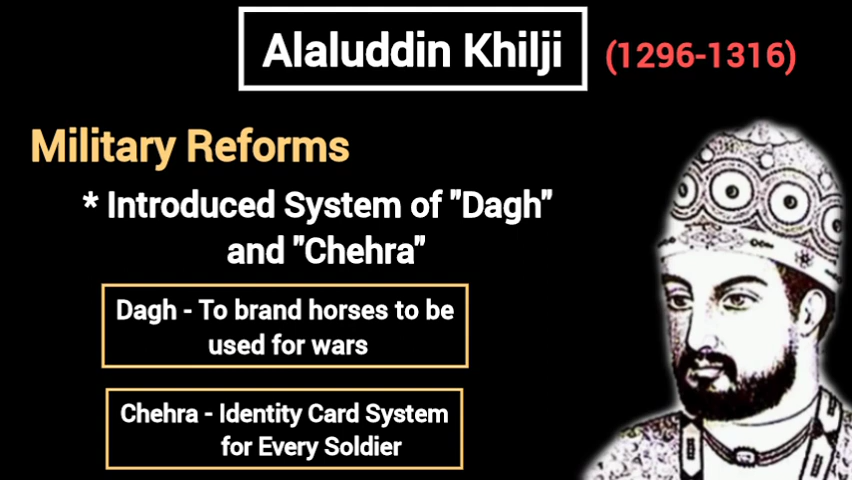 Alaluddin Khilji (1296-1316)
Military Reforms
* Introduced System of "Dagh"
and "Chehra"
Dagh - To brand horses to be
used for wars
Chehra - Identity Card System
for Every Soldier